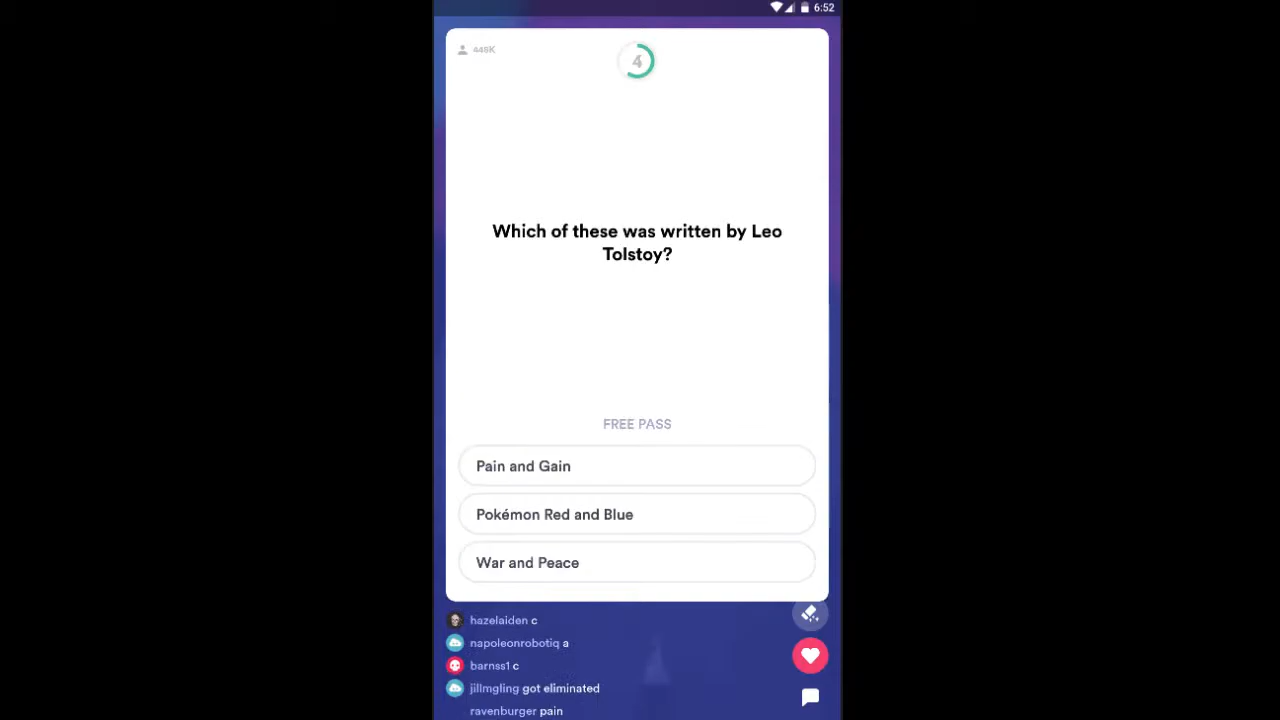 6:52
446K
4
Which of these was written by Leo
Tolstoy?
FREE PASS
Pain and Gain
Pokémon Red and Blue
War and Peace
hazelaiden c
napoleonrobotiq a
barnss1 c
jillmgling got eliminated
ravenburger pain